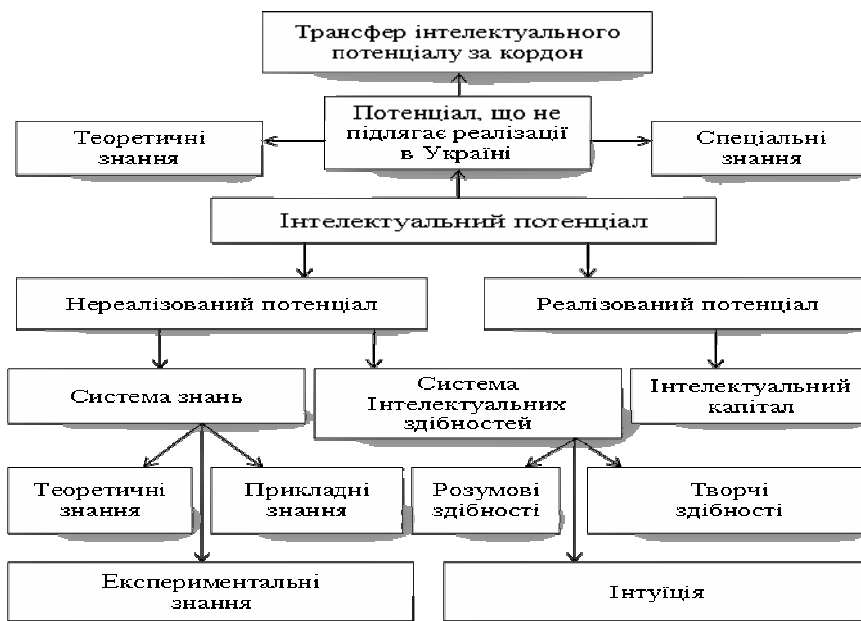 Трансфер інтелектуального
потенціалу за кордон
Теоретичні
знання
Потенціал, що не
підлягає реалізації
в Україні
Спеціальні
знання
Інтелектуальний потенціал
Нереалізований потенціал
Реалізований потенціал
Система знань
Система
Інтелектуальних
здібностей
Інтелектуальний
капітал
Теоретичні
знання
Прикладні
знання
Розумові
здібності
Творчі
здібності
Експериментальні
знання
Інтуїція